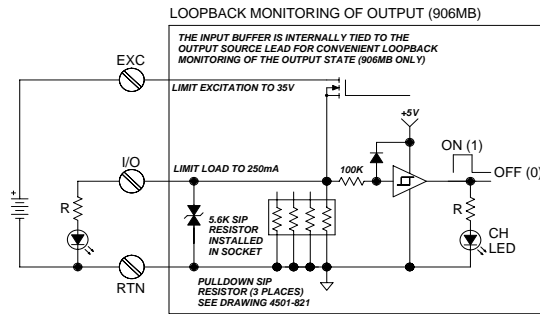 LOOPBACK MONITORING OF OUTPUT (906MB)
THE INPUT BUFFER IS INTERNALLY TIED TO THE
OUTPUT SOURCE LEAD FOR CONVENIENT LOOPBACK
MONITORING OF THE OUTPUT STATE (906MB ONLY)
EXC
LIMIT EXCITATION TO 35V
+5V
ON (1)
OFF (0)
I/O
LIMIT LOAD TO 250mA
100K
+
R
5.6K SIP
RESISTOR
INSTALLED
IN SOCKET
R
CH
LED
RTN
PULLDOWN SIP
RESISTOR (3 PLACES)
SEE DRAWING 4501-821